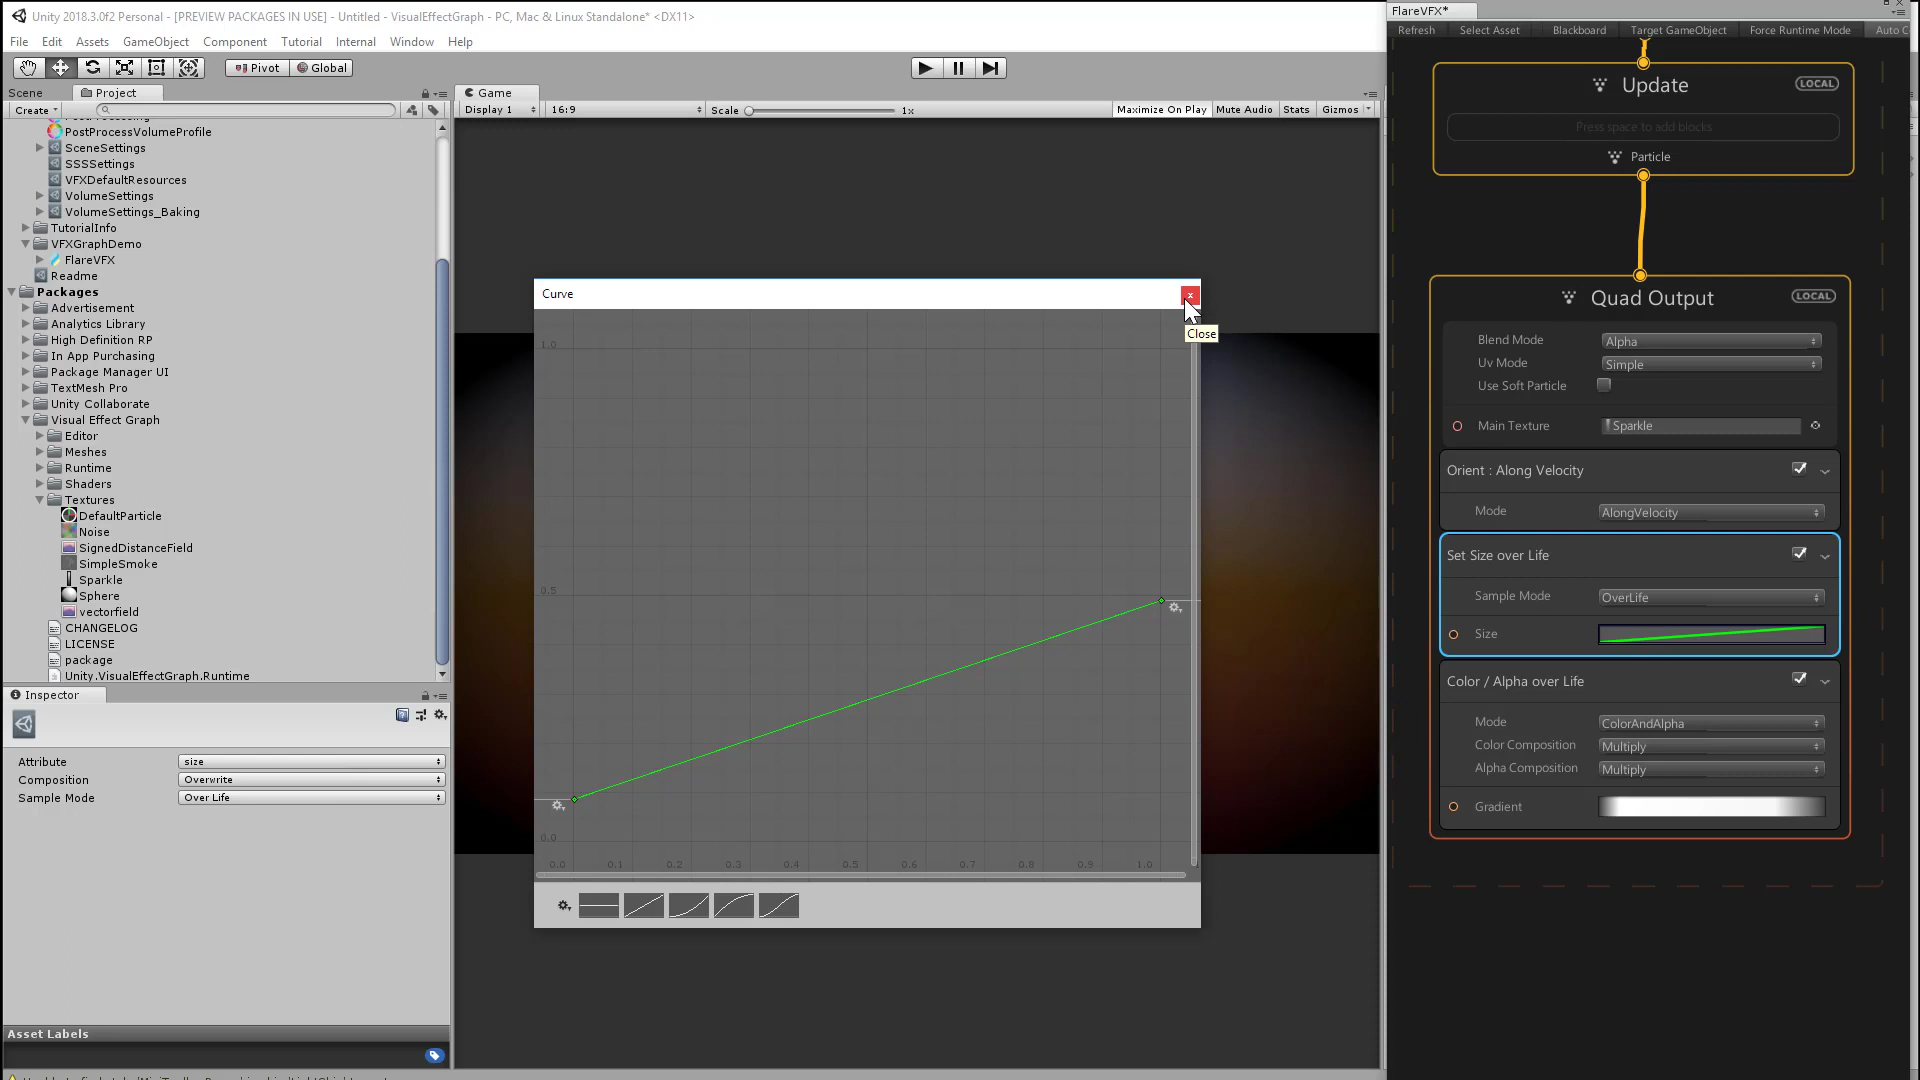 Unity 2018.3.0f2 Personal - [PREVIEW PACKAGES IN USE] - Untitled - VisualEffectGraph - PC, Mac & Linux Standalone* <DX11>
File Edit Assets GameObject Component Tutorial Internal Window Help
Pivot Global
Scene Project
Create
PostProcessVolumeProfile
SceneSettings
SSSSettings
VFXDefaultResources
VolumeSettings
VolumeSettings_Baking
TutorialInfo
VFXGraphDemo
FlareVFX
Readme
Packages
Advertisement
Analytics Library
High Definition RP
In App Purchasing
Package Manager UI
TextMesh Pro
Unity Collaborate
Visual Effect Graph
Editor
Meshes
Runtime
Shaders
Textures
DefaultParticle
Noise
SignedDistanceField
SimpleSmoke
Sparkle
Sphere
vectorfield
CHANGELOG
LICENSE
package
Unity.VisualEffectGraph.Runtime
Inspector
Attribute size
Composition Overwrite
Sample Mode Over Life
Asset Labels
Game
Display 1 16:9 Scale 1x Maximize On Play Mute Audio Stats Gizmos
Curve
x
Close
1.0
0.5
0.0
0.0 0.1 0.2 0.3 0.4 0.5 0.6 0.7 0.8 0.9 1.0
FlareVFX*
Refresh Select Asset Blackboard Target GameObject Force Runtime Mode Auto C
Update LOCAL
Press space to add blocks
Particle
Quad Output LOCAL
Blend Mode Alpha
Uv Mode Simple
Use Soft Particle
Main Texture Sparkle
Orient : Along Velocity
Mode AlongVelocity
Set Size over Life
Sample Mode OverLife
Size
Color / Alpha over Life
Mode ColorAndAlpha
Color Composition Multiply
Alpha Composition Multiply
Gradient